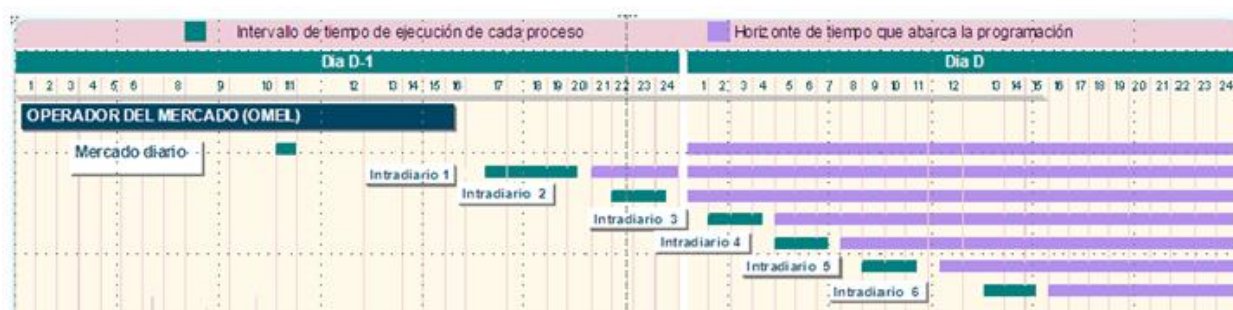 Intervallo de tiempo de ejecución de cada proceso
Horizonte de tiempo que abarca la programación
Dia D-1
Dia D
1 2 3 4 5 6 8 9 10 11 12 13 14 15 16 17 18 19 20 21 22 23 24
1 2 3 4 5 6 7 8 9 10 11 12 13 14 15 16 17 18 19 20 21 22 23 24
OPERADOR DEL MERCADO (OMEIL)
Mercado diario
Intradiario 1
Intradiario 2
Intradiario 3
Intradiario 4
Intradiario 5
Intradiario 6